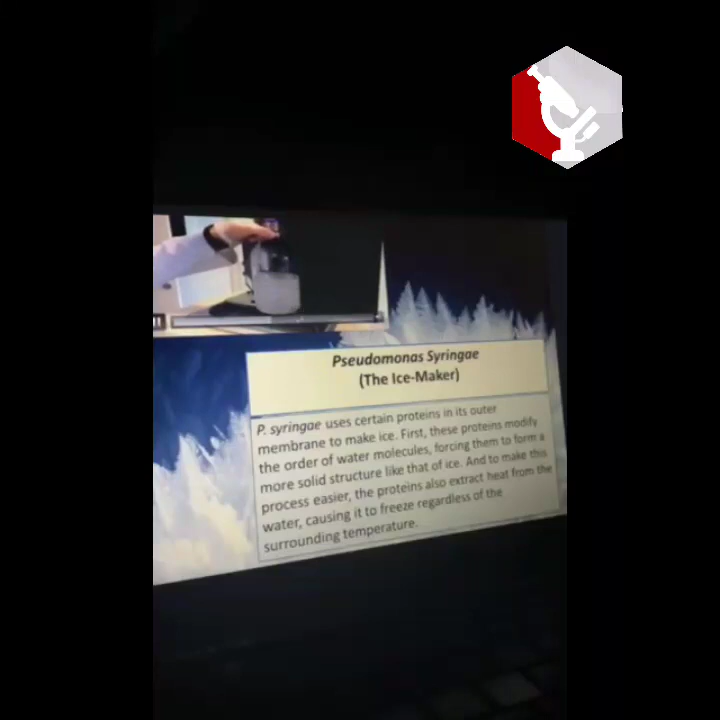 Pseudomonas Syringae
(The Ice-Maker)
P. syringae uses certain proteins in its outer
membrane to make ice. First, these proteins modify
the order of water molecules, forcing them to form a
more solid structure like that of ice. And to make this
process easier, the proteins also extract heat from the
water, causing it to freeze regardless of the
surrounding temperature.